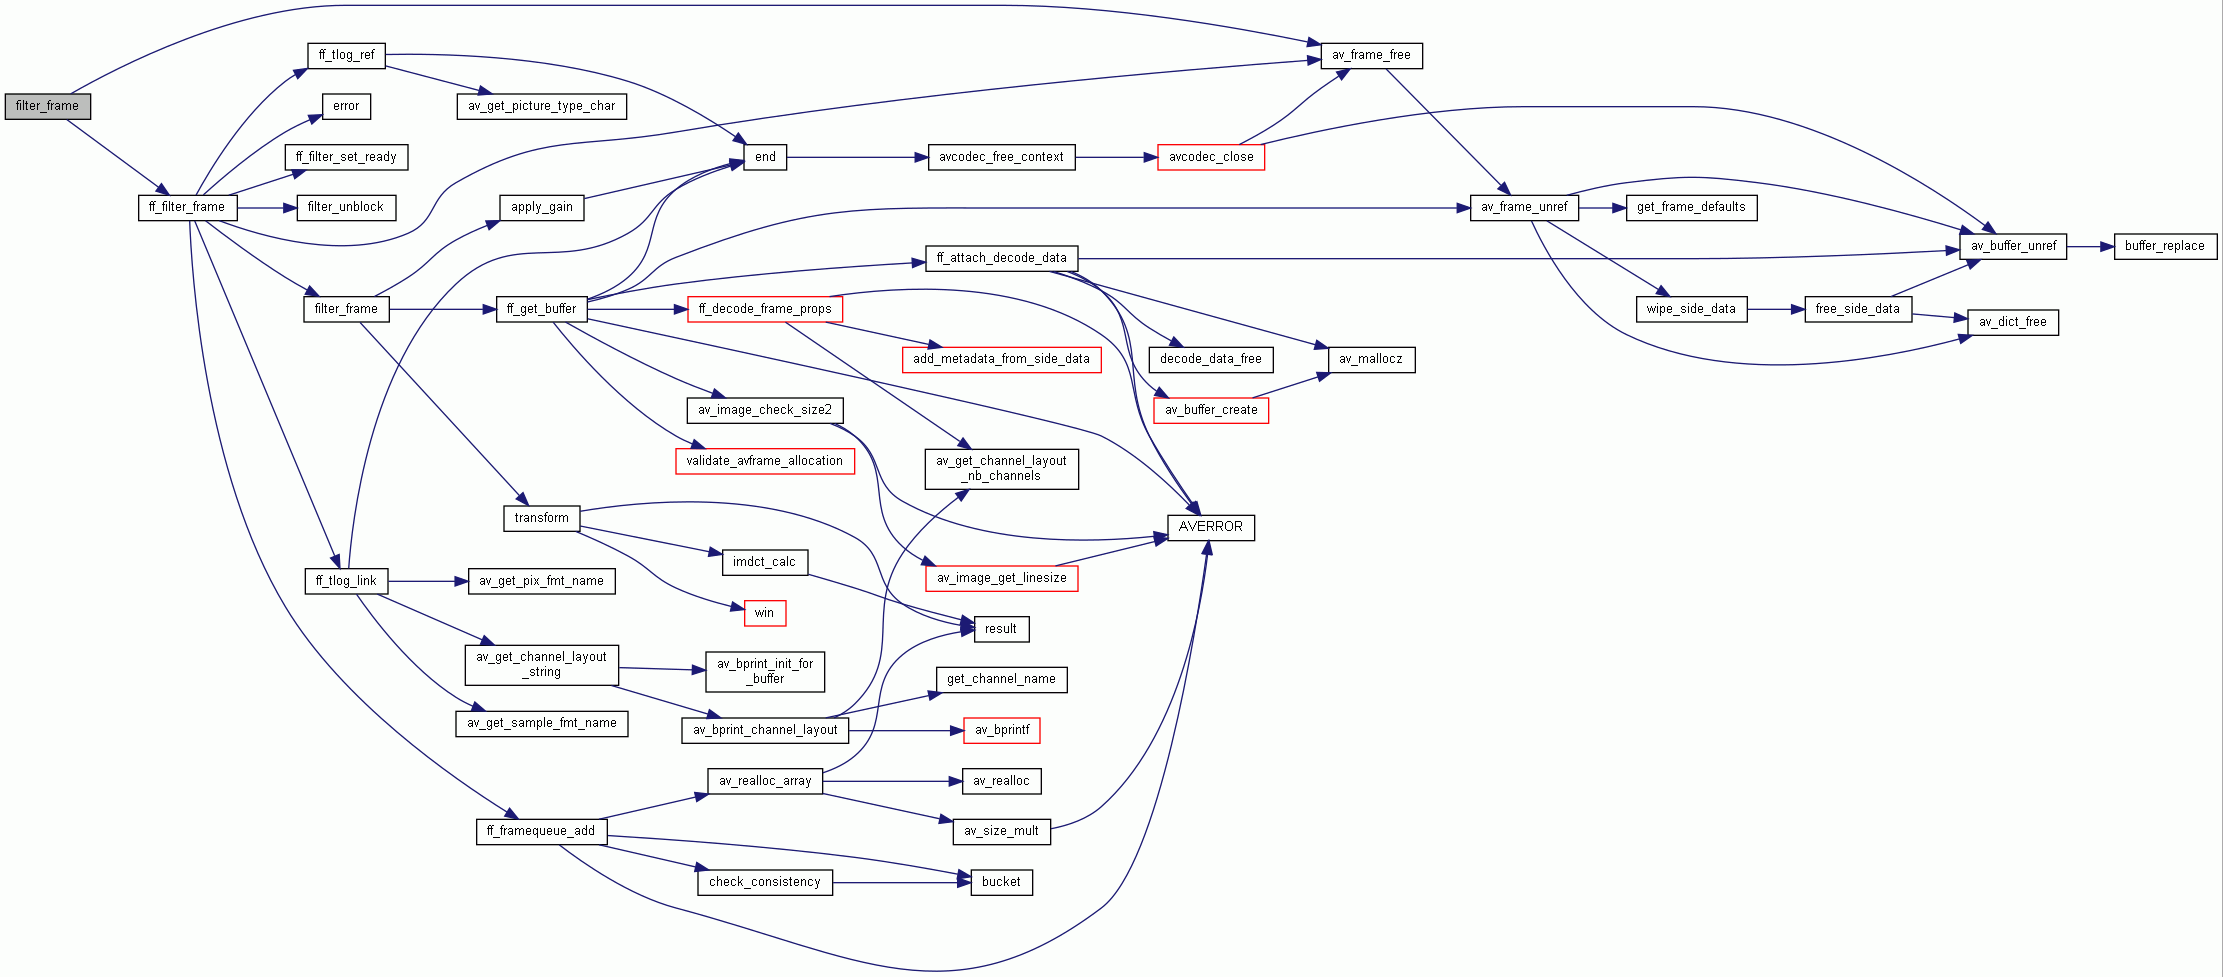 filter_frame
ff_filter_frame
ff_tlog_ref
error
ff_filter_set_ready
filter_unblock
filter_frame
ff_tlog_link
av_get_picture_type_char
apply_gain
ff_get_buffer
transform
av_get_pix_fmt_name
av_get_channel_layout
_string
av_get_sample_fmt_name
ff_framequeue_add
end
ff_decode_frame_props
av_image_check_size2
validate_avframe_allocation
imdct_calc
win
av_bprint_init_for
_buffer
av_bprint_channel_layout
av_realloc_array
check_consistency
avcodec_free_context
ff_attach_decode_data
add_metadata_from_side_data
av_get_channel_layout
_nb_channels
av_image_get_linesize
result
get_channel_name
av_bprintf
av_realloc
av_size_mult
bucket
avcodec_close
decode_data_free
av_buffer_create
AVERROR
av_frame_free
av_mallocz
av_frame_unref
get_frame_defaults
wipe_side_data
free_side_data
av_buffer_unref
av_dict_free
buffer_replace